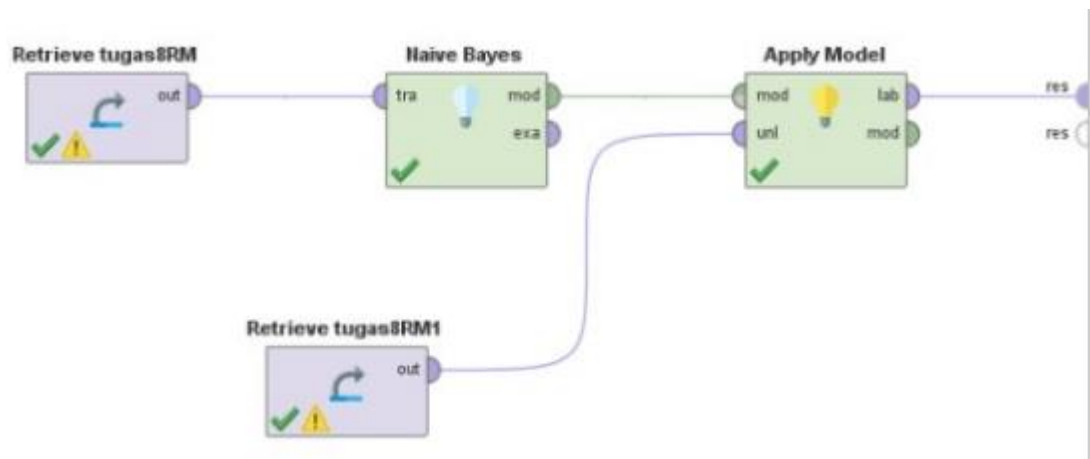 Retrieve tugas8RM
out
Naive Bayes
tra
mod
exa
Apply Model
mod
lab
unl
mod
res
res
Retrieve tugas8RM1
out